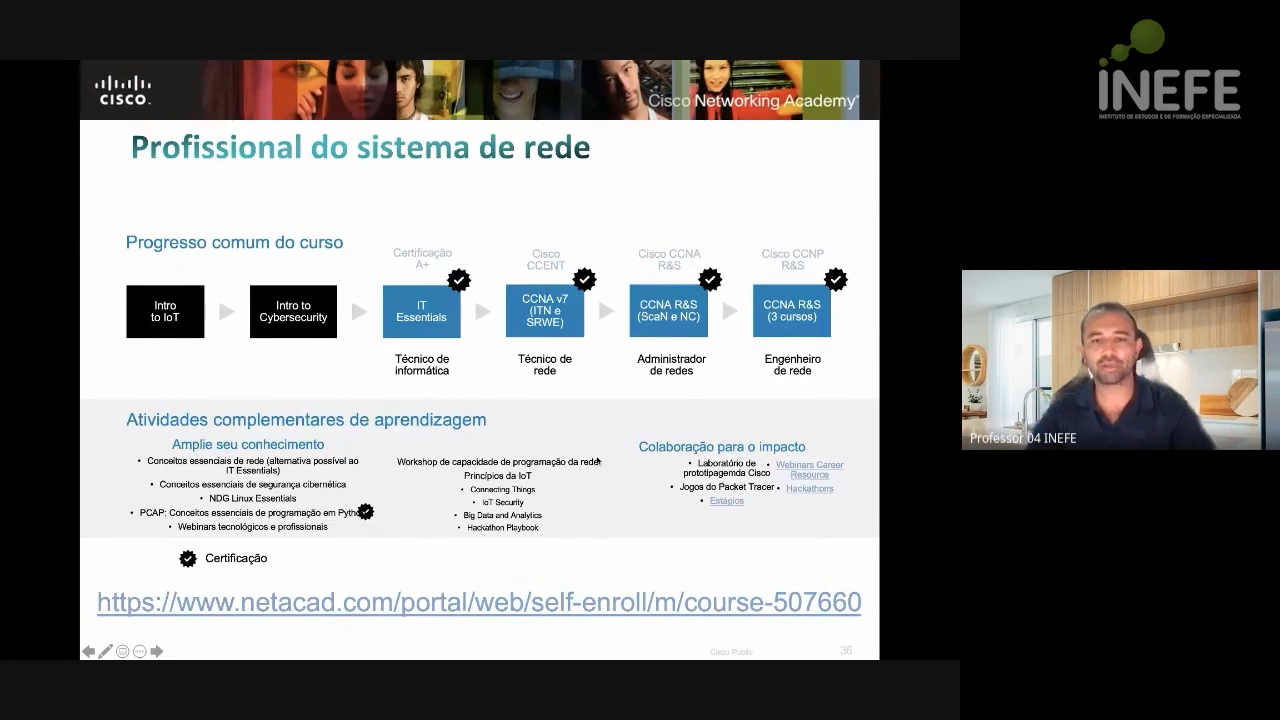 CISCO
Cisco Networking Academy®
INEFE
INSTITUTO DE ESTUDOS E DE FORMAÇÃO ESPECIALIZADA
Profissional do sistema de rede
Progresso comum do curso
Certificação
A+
Cisco
CCENT
Cisco CCNA
R&S
Cisco CCNP
R&S
Intro
to IoT
Intro to
Cybersecurity
IT
Essentials
CCNA v7
(ITN e
SRWE)
CCNA R&S
(ScaN e NC)
CCNA R&S
(3 cursos)
Técnico de
informática
Técnico de
rede
Administrador
de redes
Engenheiro
de rede
Atividades complementares de aprendizagem
Amplie seu conhecimento
• Conceitos essenciais de rede (alternativa possível ao
IT Essentials)
• Conceitos essenciais de segurança cibernética
• NDG Linux Essentials
• PCAP: Conceitos essenciais de programação em Pytho
• Webinars tecnológicos e profissionais
Workshop de capacidade de programação da rede
Princípios da IoT
• Connecting Things
• IoT Security
• Big Data and Analytics
• Hackathon Playbook
Colaboração para o impacto
• Laboratório de
prototipagemda Cisco
• Jogos do Packet Tracer
• Estágios
• Webinars Career
Resource
• Hackathons
Certificação
https://www.netacad.com/portal/web/self-enroll/m/course-507660
Cisco Public
36
Professor 04 INEFE